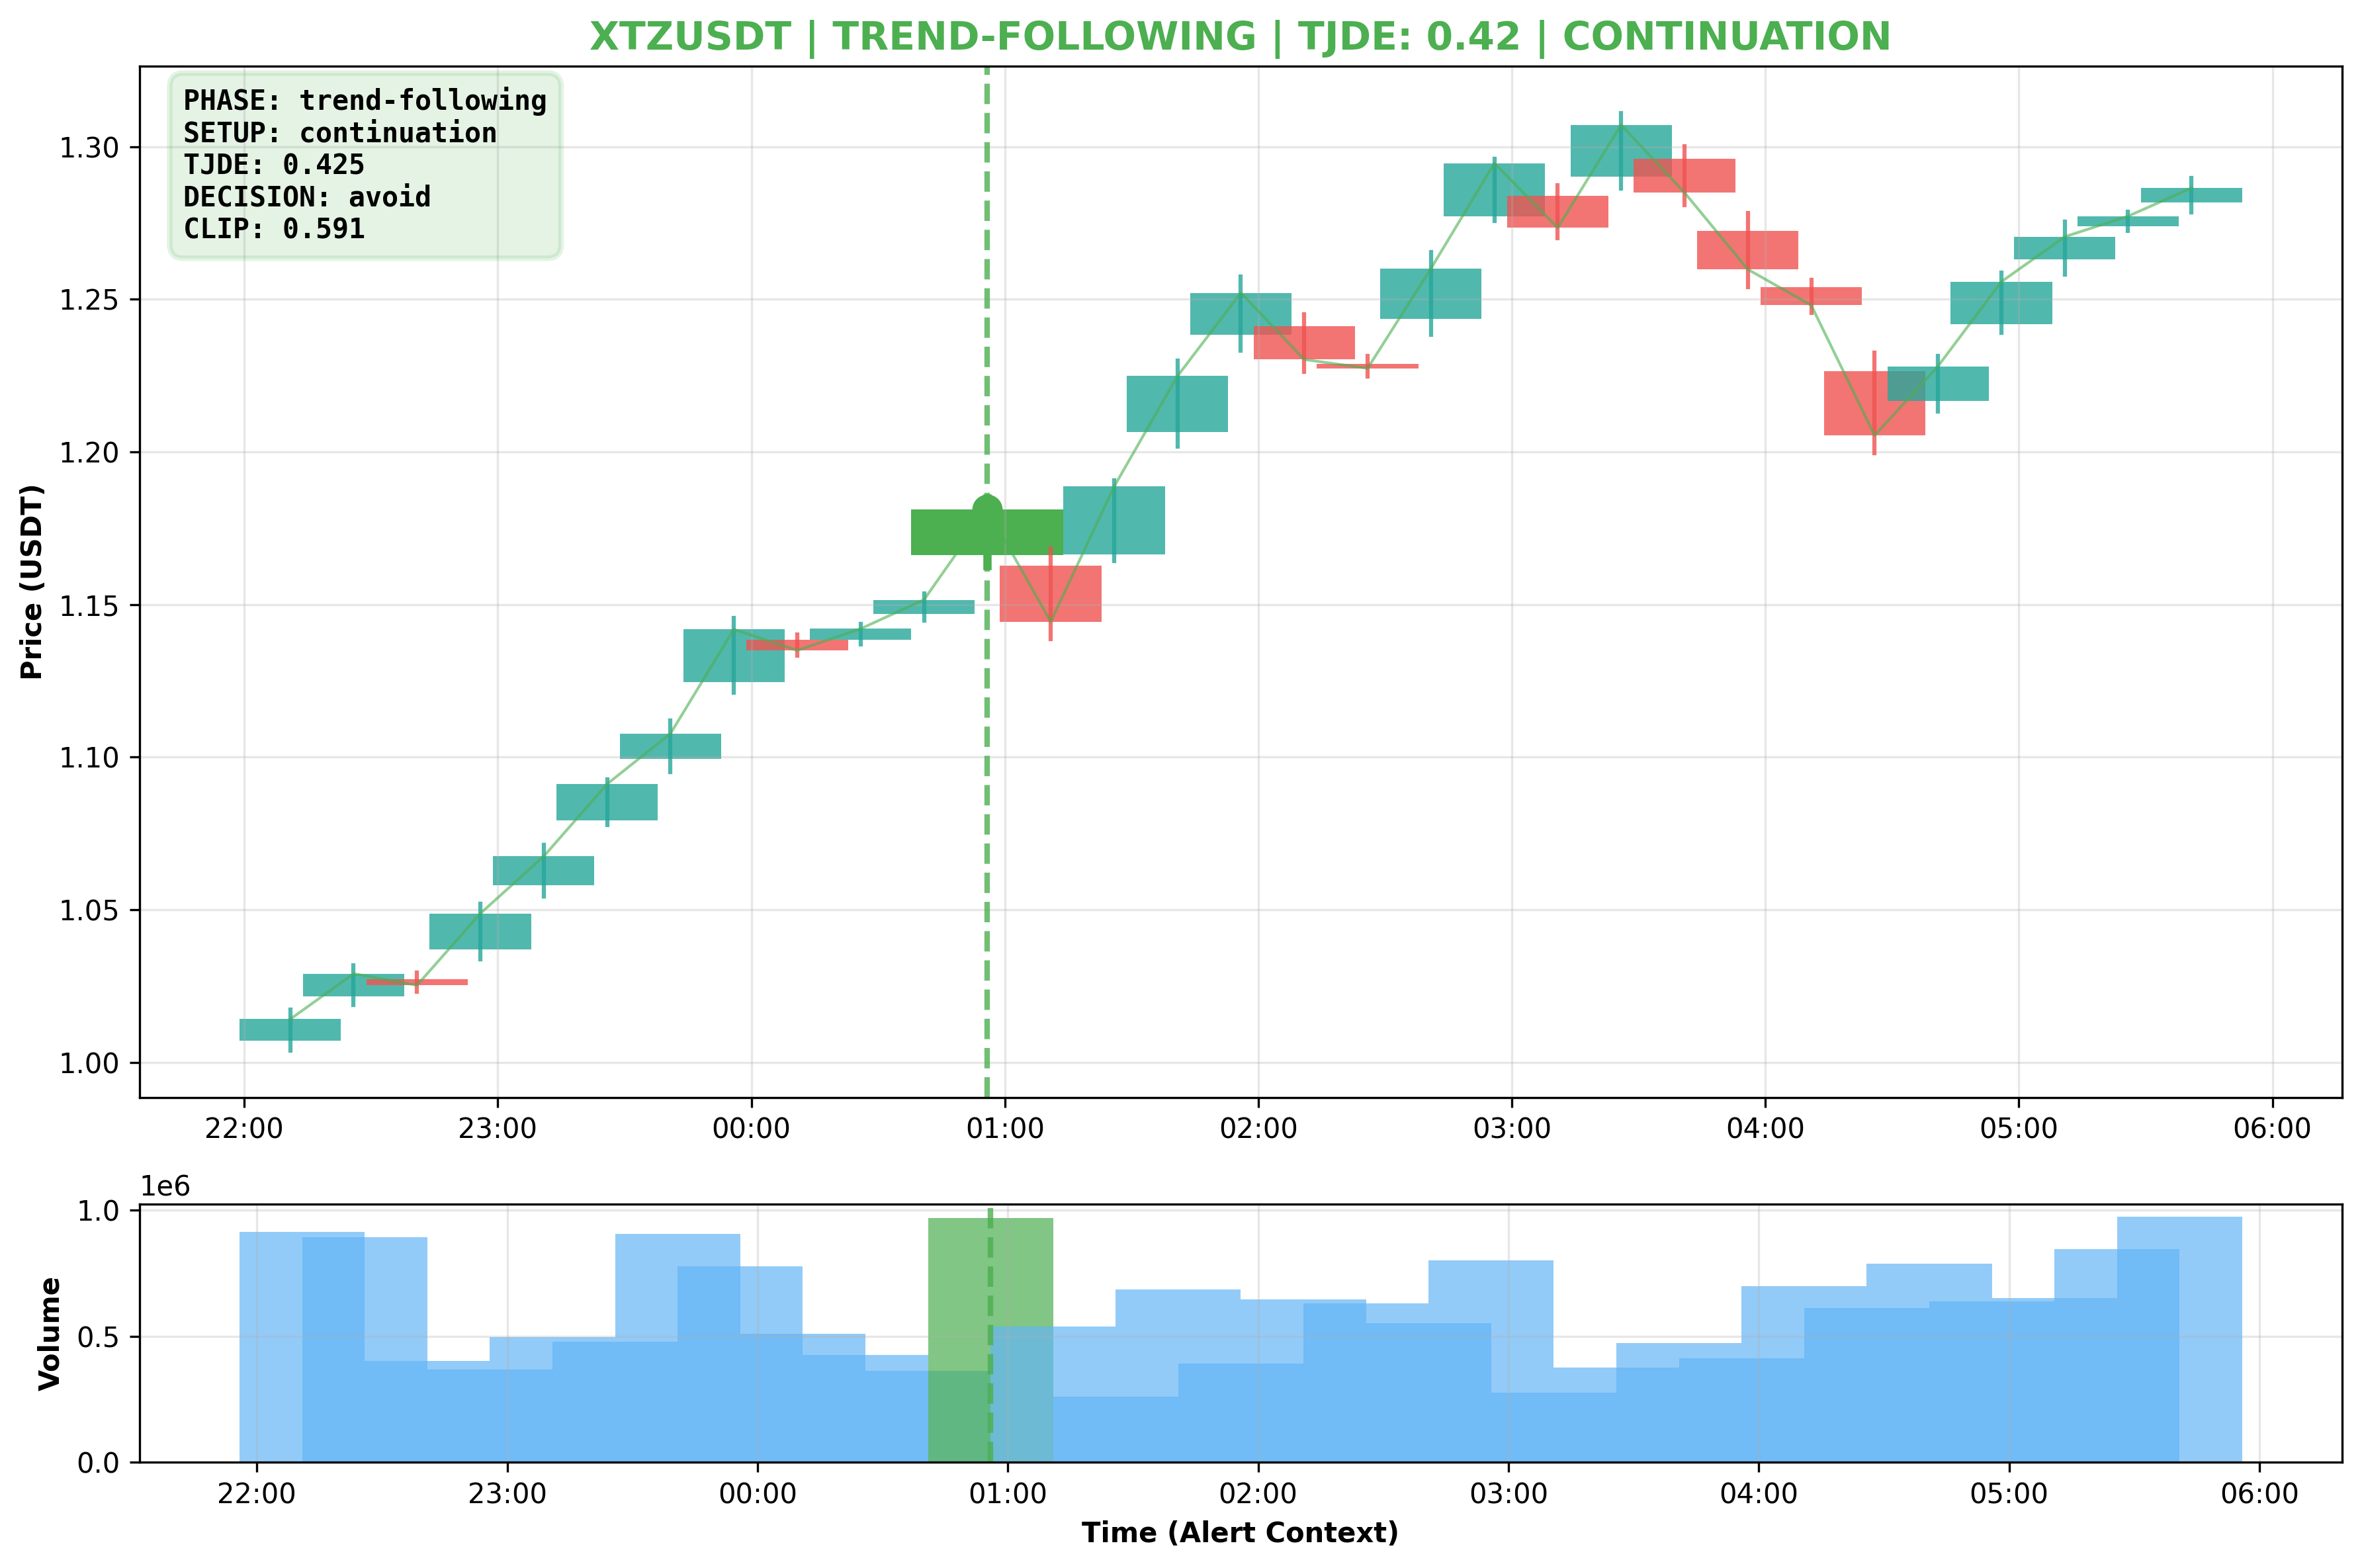 XTZUSDT | TREND-FOLLOWING | TJDE: 0.42 | CONTINUATION
PHASE: trend-following
SETUP: continuation
TJDE: 0.425
DECISION: avoid
CLIP: 0.591
Price (USDT)
1.30
1.25
1.20
1.15
1.10
1.05
1.00
22:00 23:00 00:00 01:00 02:00 03:00 04:00 05:00 06:00
1e6
Volume
1.0
0.5
0.0
22:00 23:00 00:00 01:00 02:00 03:00 04:00 05:00 06:00
Time (Alert Context)